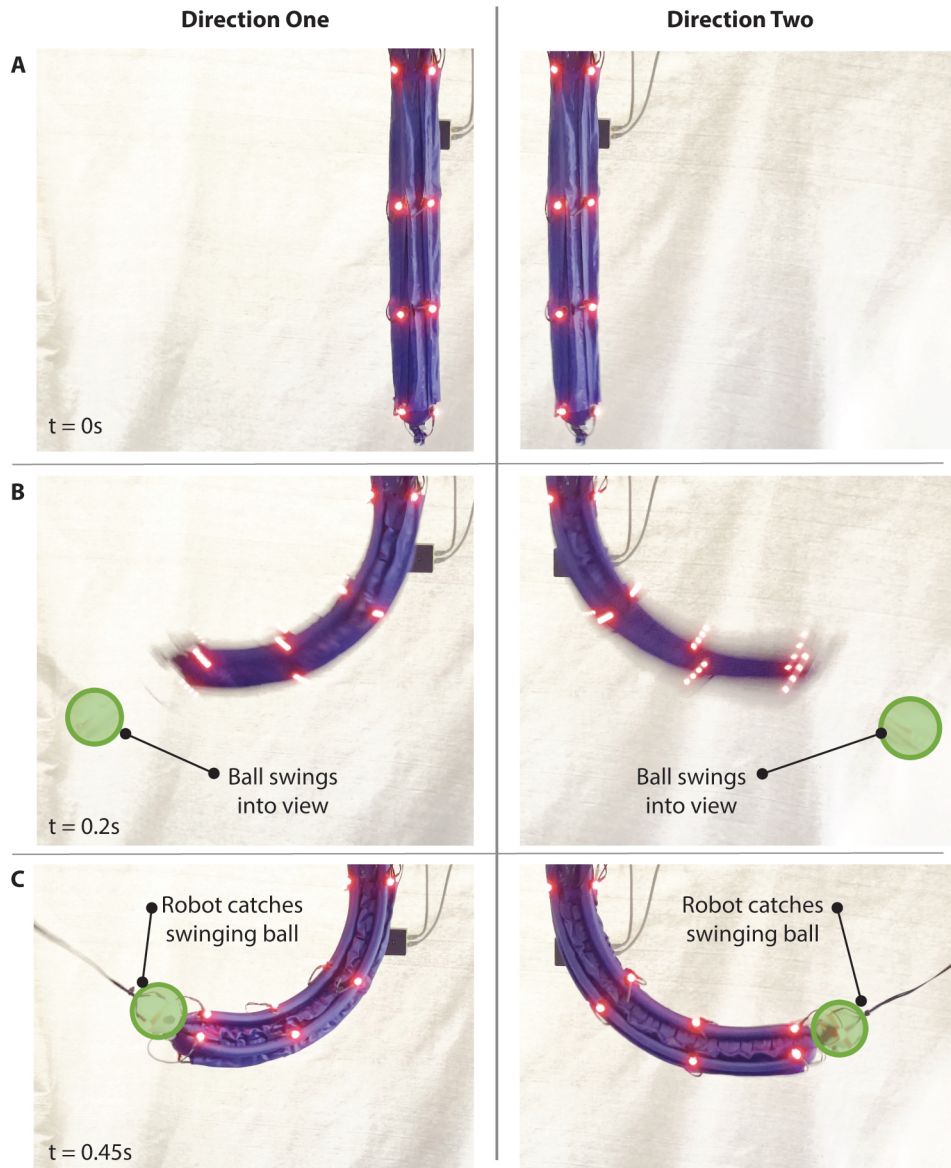 Direction One
Direction Two
A
t = 0s
B
Ball swings
into view
t = 0.2s
Ball swings
into view
C
Robot catches
swinging ball
t = 0.45s
Robot catches
swinging ball